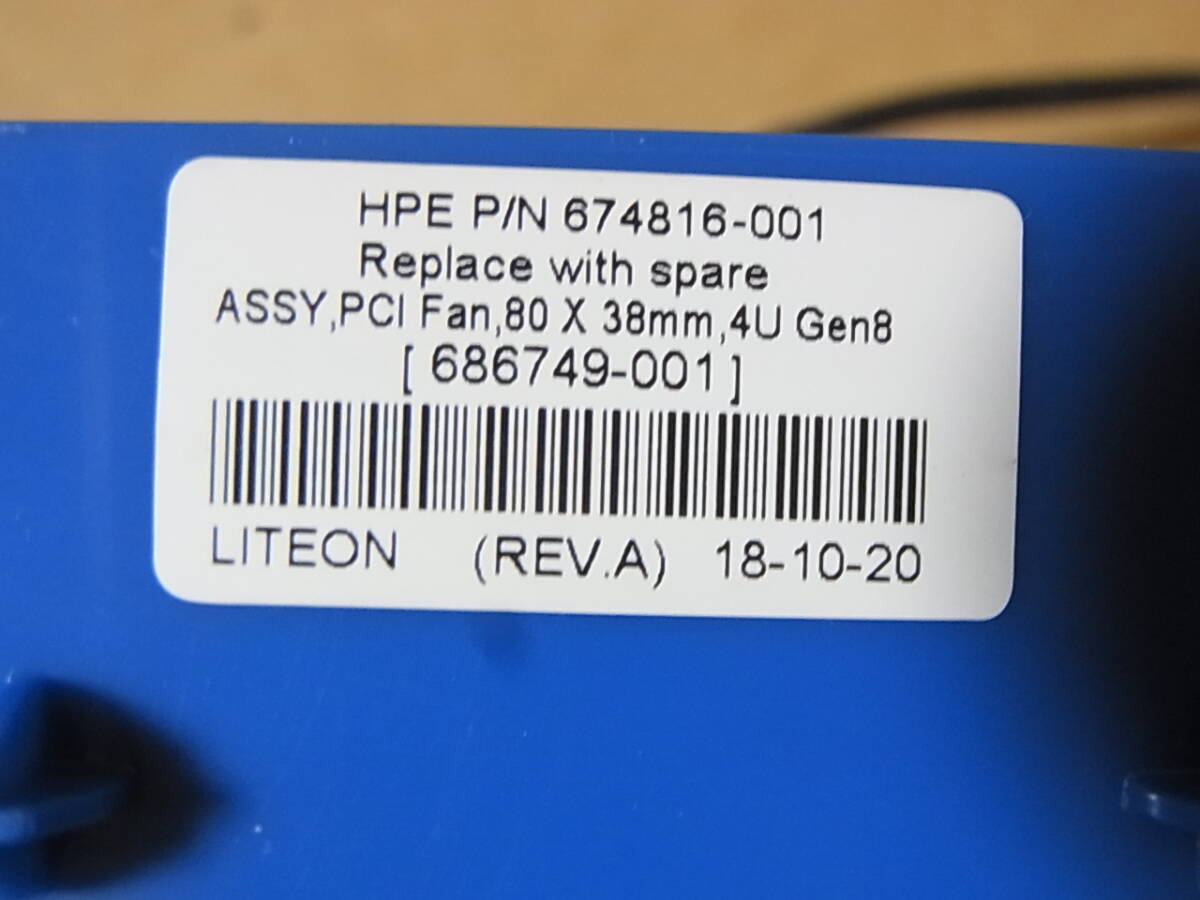 HPE P/N 674816-001
Replace with spare
ASSY,PCI Fan,80 X 38mm,4U Gen8
[ 686749-001 ]
LITEON (REV.A) 18-10-20